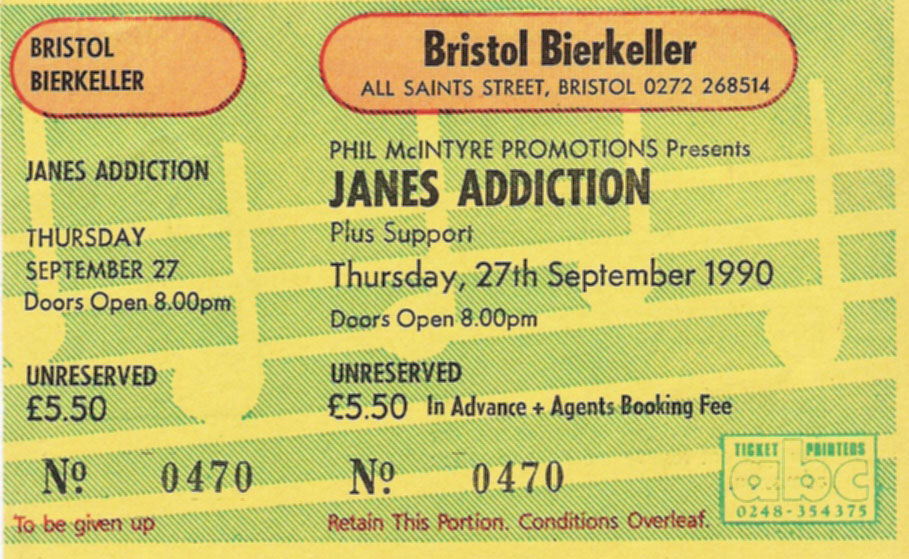 BRISTOL
BIERKELLER
JANES ADDICTION
THURSDAY
SEPTEMBER 27
Doors Open 8.00pm
UNRESERVED
£5.50
Nº 0470
To be given up
Bristol Bierkeller
ALL SAINTS STREET, BRISTOL 0272 268514
PHIL McINTYRE PROMOTIONS Presents
JANES ADDICTION
Plus Support
Thursday, 27th September 1990
Doors Open 8.00pm
UNRESERVED
£5.50 In Advance + Agents Booking Fee
Nº 0470
Retain This Portion. Conditions Overleaf.
TICKET PRINTERS
abc
0248-354375